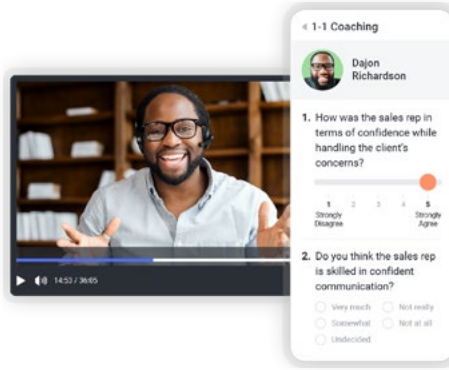 1-1 Coaching
Dajon
Richardson
1. How was the sales rep in
terms of confidence while
handling the client's
concerns?
1 2 3 4 5
Strongly Strongly
Disagree Agree
2. Do you think the sales rep
is skilled in confident
communication?
Very much Not really
Somewhat Not at all
Undecided
14:53 / 36:05